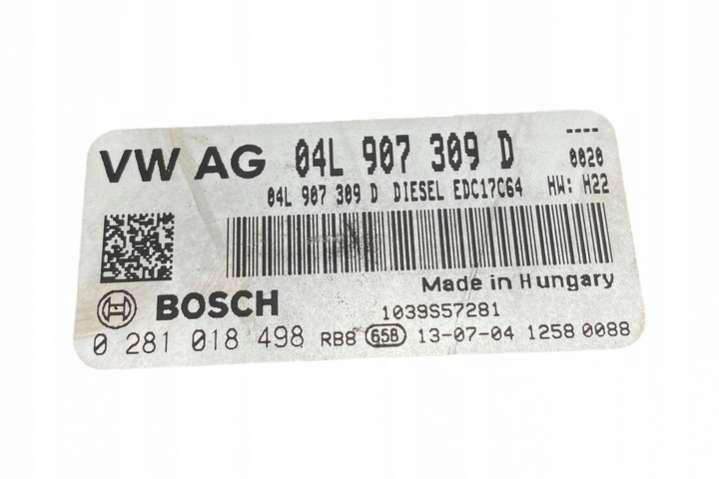 VW AG 04L 907 309 D ----
0020
04L 907 309 D DIESEL EDC17C64 HW: H22
Made in Hungary
BOSCH 1039S57281
0 281 018 498 RB8 658 13-07-04 1258 0088